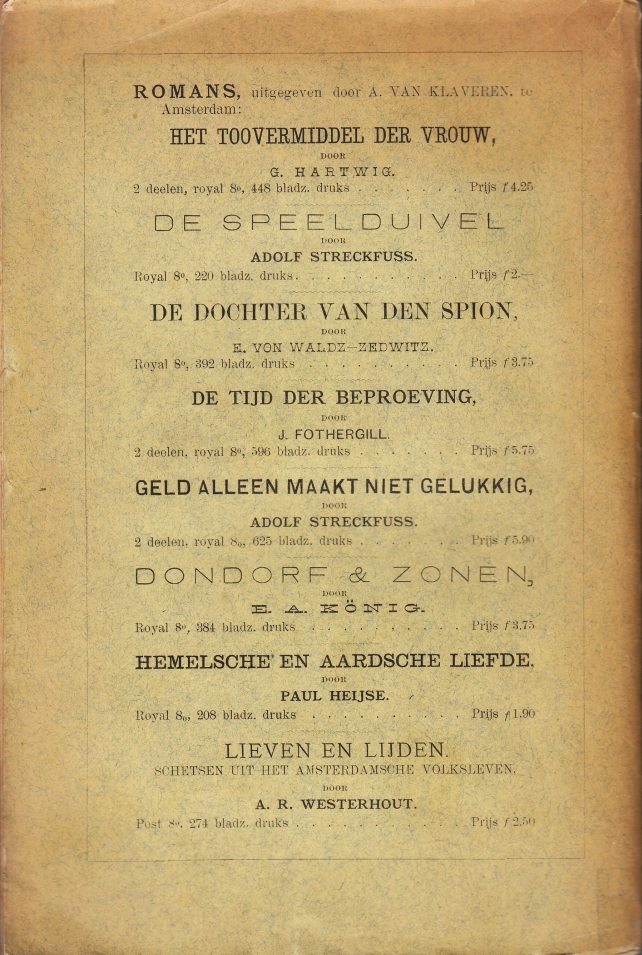 ROMANS, uitgegeven door A. VAN KLAVEREN, te
Amsterdam:
HET TOOVERMIDDEL DER VROUW,
DOOR
G. HARTWIG.
2 deelen, royal 8o, 448 bladz. druks . . . . . . . Prijs f 4.25
DE SPEELDUIVEL
DOOR
ADOLF STRECKFUSS.
Royal 8o, 220 bladz. druks. . . . . . . . . . . Prijs f 2.—
DE DOCHTER VAN DEN SPION,
DOOR
E. VON WALDZ—ZEDWITZ.
Royal 8o, 392 bladz. druks . . . . . . . . . . Prijs f 3.75
DE TIJD DER BEPROEVING,
DOOR
J. FOTHERGILL.
2 deelen, royal 8o, 596 bladz. druks . . . . . . . Prijs f 5.75
GELD ALLEEN MAAKT NIET GELUKKIG,
DOOR
ADOLF STRECKFUSS.
2 deelen, royal 8o, 625 bladz. druks . . . . . . . Prijs f 5.90
DONDORF & ZONEN,
DOOR
E. A. KÖNIG.
Royal 8o, 384 bladz. druks . . . . . . . . . . Prijs f 3.75
HEMELSCHE EN AARDSCHE LIEFDE,
DOOR
PAUL HEIJSE.
Royal 8o, 208 bladz. druks . . . . . . . . . . Prijs f 1.90
LIEVEN EN LIJDEN.
SCHETSEN UIT HET AMSTERDAMSCHE VOLKSLEVEN,
DOOR
A. R. WESTERHOUT.
Post 8o, 274 bladz. druks . . . . . . . . . . . Prijs f 2.50